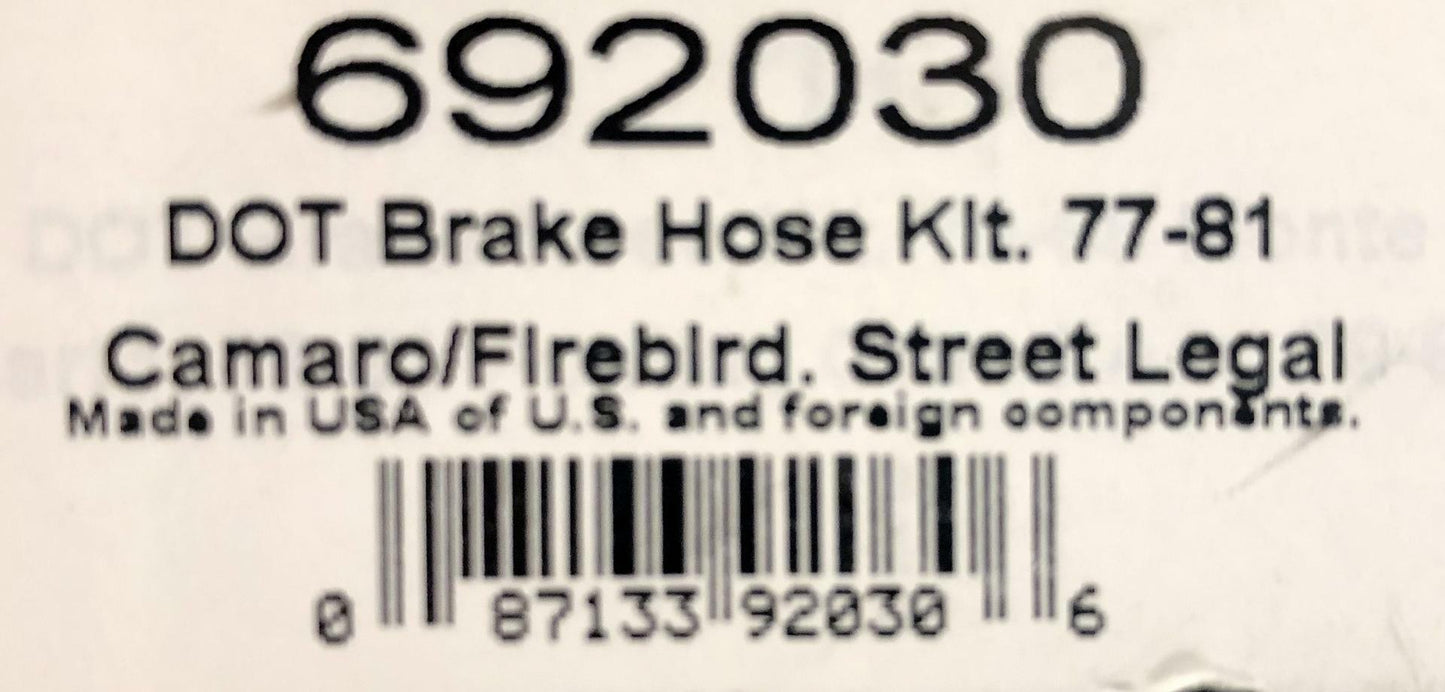 692030
DOT Brake Hose Kit. 77-81
Camaro/Firebird. Street Legal
Made in USA of U.S. and foreign components.
0 87133 92030 6